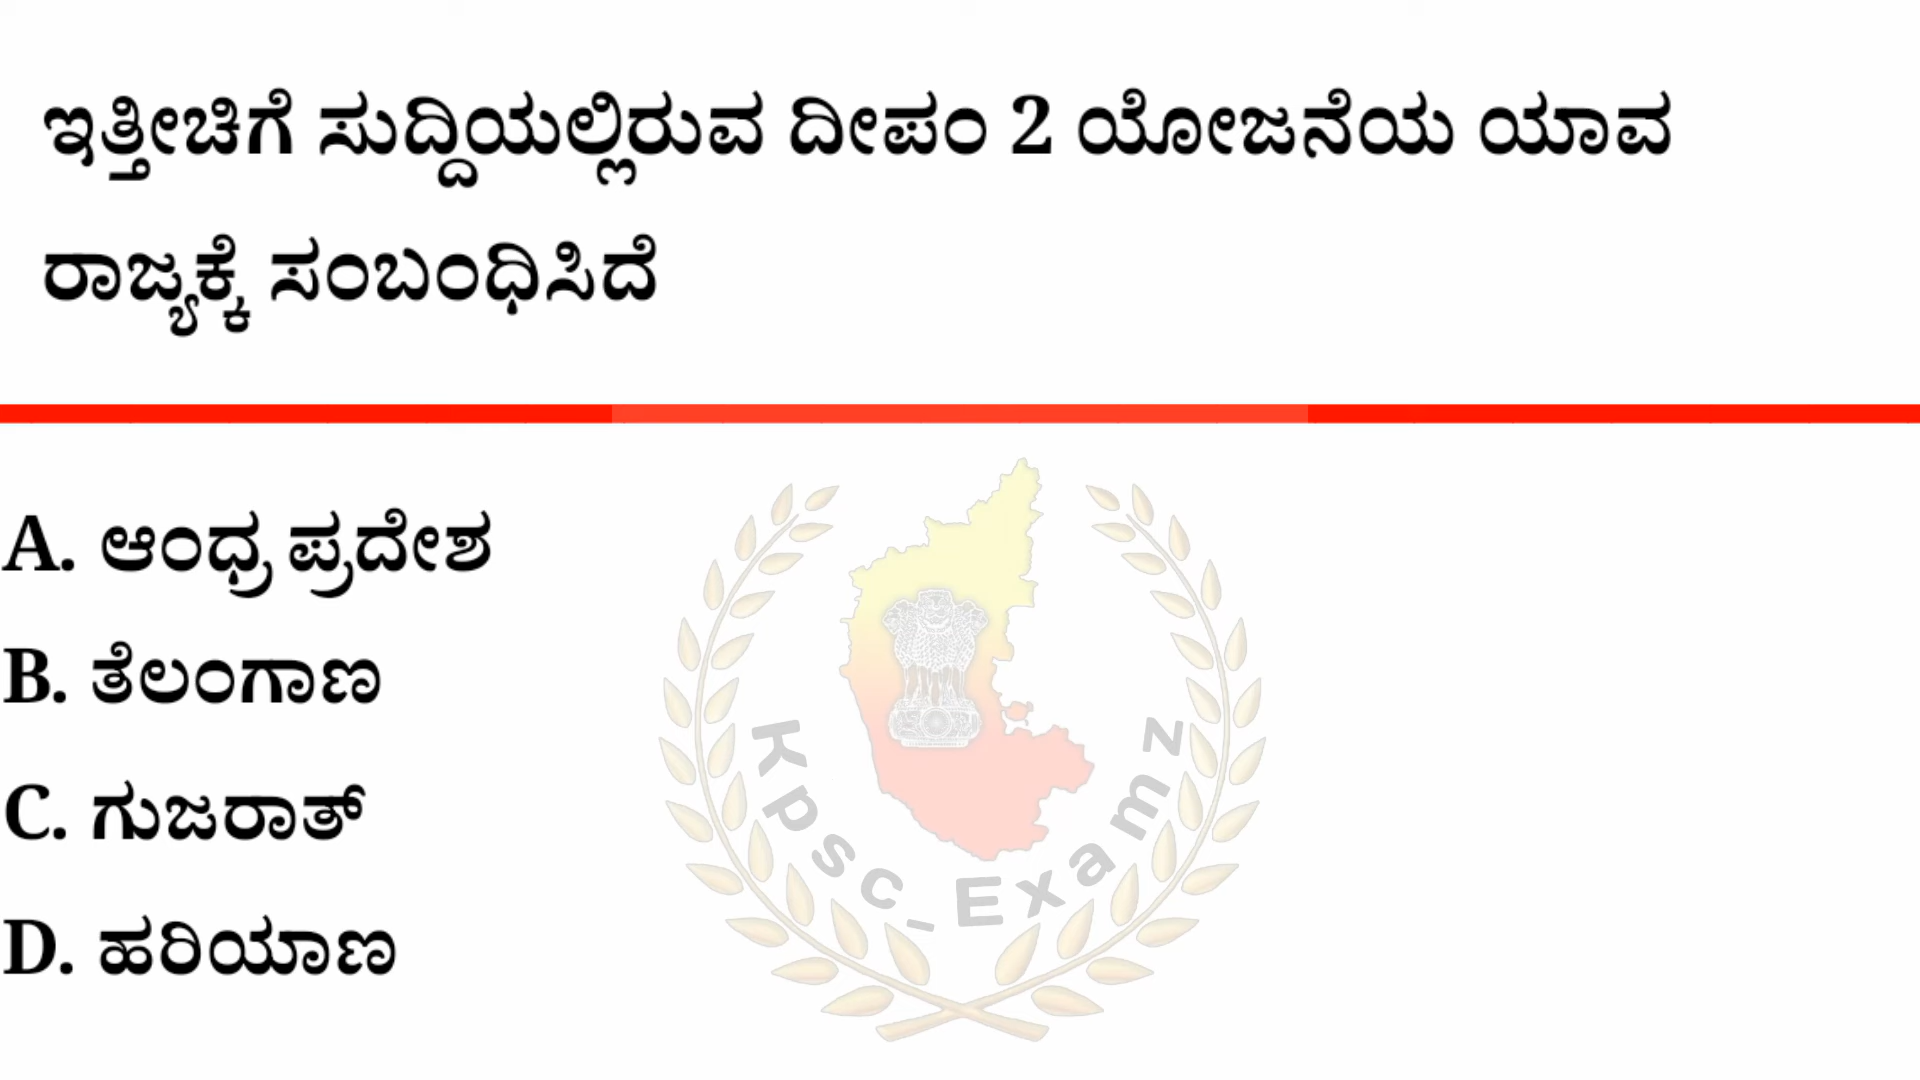 ಇತ್ತೀಚಿಗೆ ಸುದ್ದಿಯಲ್ಲಿರುವ ದೀಪಂ 2 ಯೋಜನೆಯ ಯಾವ
ರಾಜ್ಯಕ್ಕೆ ಸಂಬಂಧಿಸಿದೆ
A. ಆಂಧ್ರ ಪ್ರದೇಶ
B. ತೆಲಂಗಾಣ
C. ಗುಜರಾತ್
D. ಹರಿಯಾಣ
Kpsc_Examz